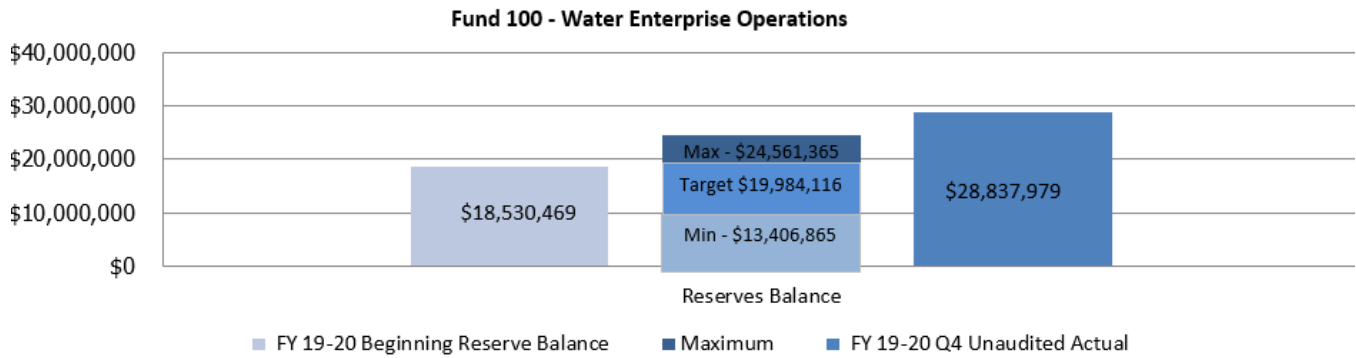 Fund 100 - Water Enterprise Operations
$40,000,000
$30,000,000
$20,000,000
$10,000,000
$0
$18,530,469
Max - $24,561,365
Target $19,984,116
Min - $13,406,865
$28,837,979
Reserves Balance
FY 19-20 Beginning Reserve Balance
Maximum
FY 19-20 Q4 Unaudited Actual